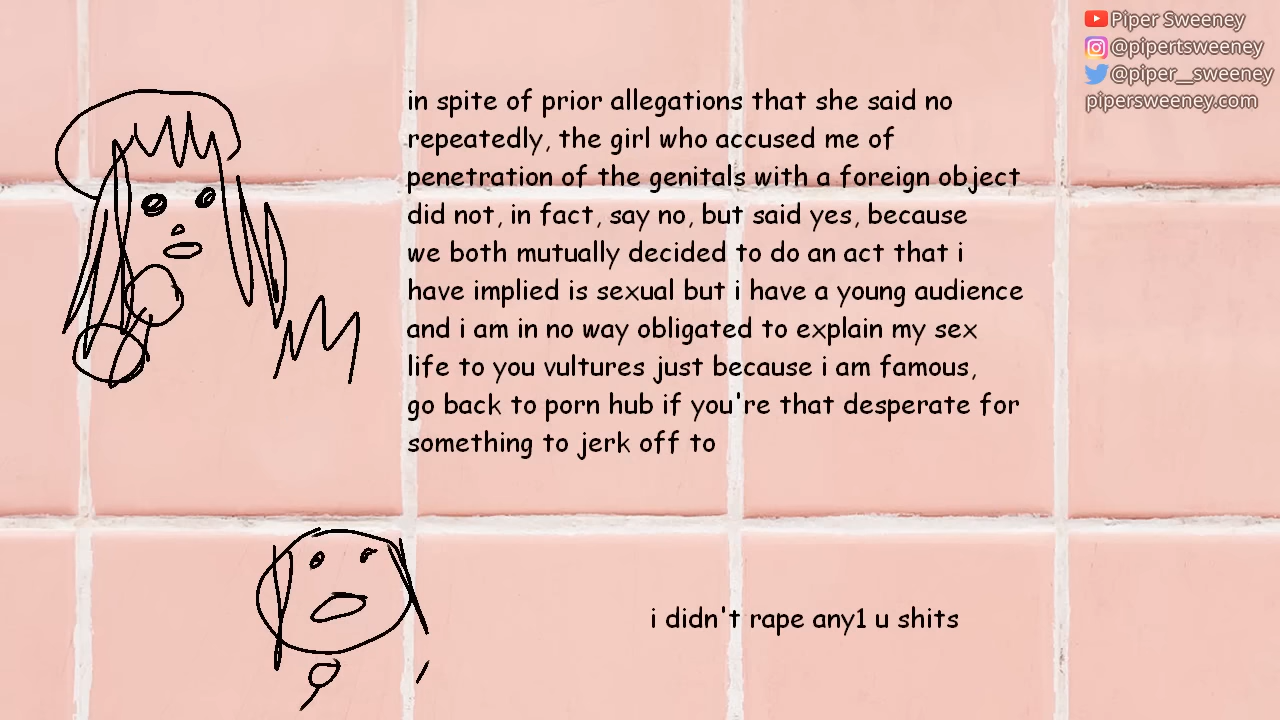 Piper Sweeney
@pipertsweeney
@piper__sweeney
pipersweeney.com
in spite of prior allegations that she said no
repeatedly, the girl who accused me of
penetration of the genitals with a foreign object
did not, in fact, say no, but said yes, because
we both mutually decided to do an act that i
have implied is sexual but i have a young audience
and i am in no way obligated to explain my sex
life to you vultures just because i am famous,
go back to porn hub if you're that desperate for
something to jerk off to
i didn't rape any1 u shits